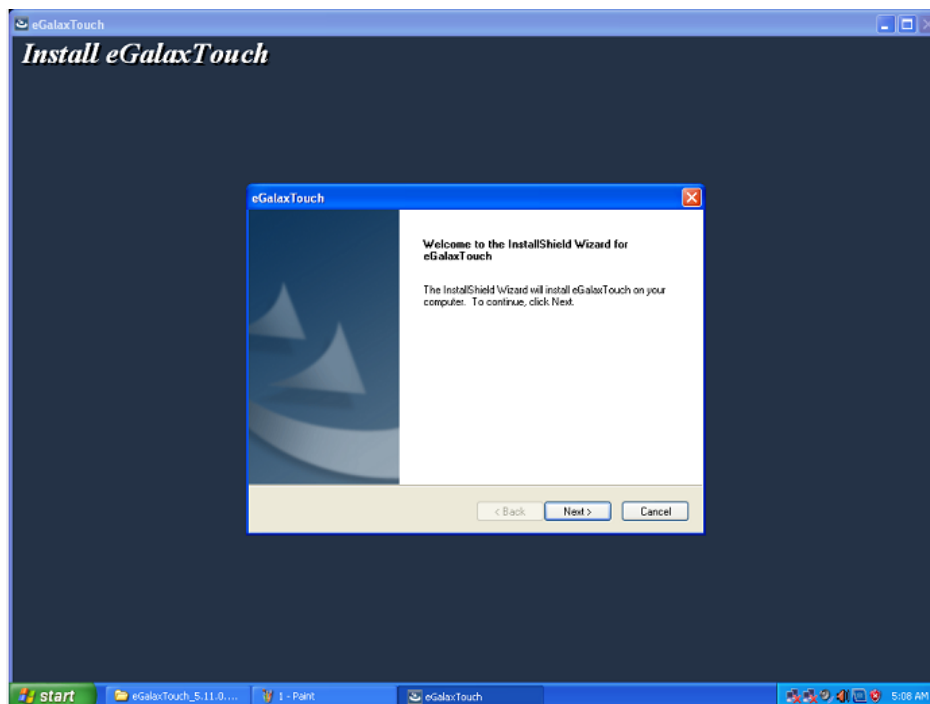 eGalaxTouch
Install eGalaxTouch
eGalaxTouch
Welcome to the InstallShield Wizard for
eGalaxTouch
The InstallShield Wizard will install eGalaxTouch on your
computer. To continue, click Next.
< Back Next > Cancel
start eGalaxTouch_5.11.0.... 1 - Paint eGalaxTouch 5:08 AM